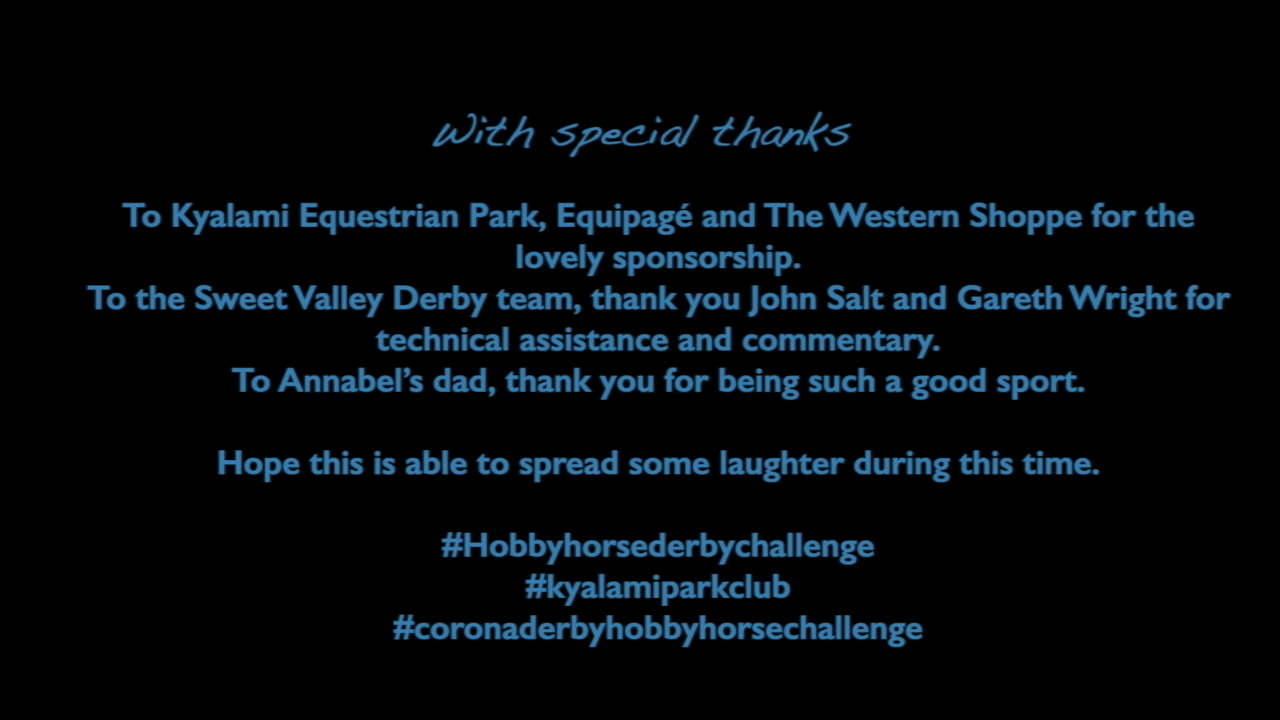 With special thanks
To Kyalami Equestrian Park, Equipagé and The Western Shoppe for the
lovely sponsorship.
To the Sweet Valley Derby team, thank you John Salt and Gareth Wright for
technical assistance and commentary.
To Annabel’s dad, thank you for being such a good sport.
Hope this is able to spread some laughter during this time.
#Hobbyhorsederbychallenge
#kyalamiparkclub
#coronaderbyhobbyhorsechallenge